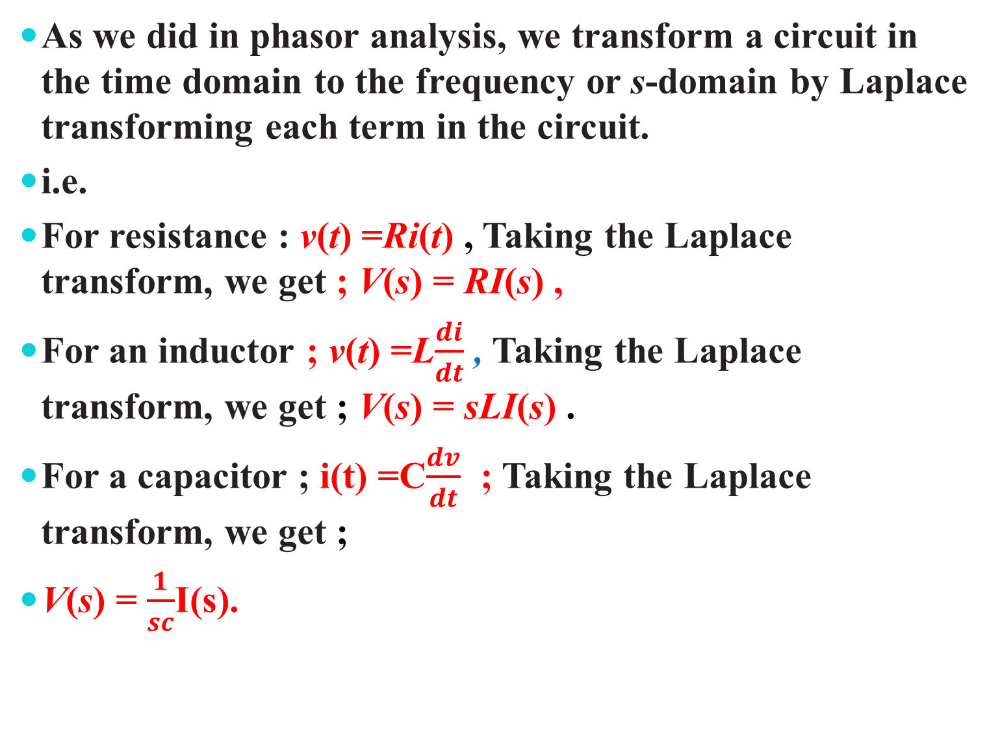 • As we did in phasor analysis, we transform a circuit in
the time domain to the frequency or s-domain by Laplace
transforming each term in the circuit.
• i.e.
• For resistance : v(t) =Ri(t) , Taking the Laplace
transform, we get ; V(s) = RI(s) ,
• For an inductor ; v(t) =L di/dt , Taking the Laplace
transform, we get ; V(s) = sLI(s) .
• For a capacitor ; i(t) =C dv/dt ; Taking the Laplace
transform, we get ;
• V(s) = 1/sc I(s).